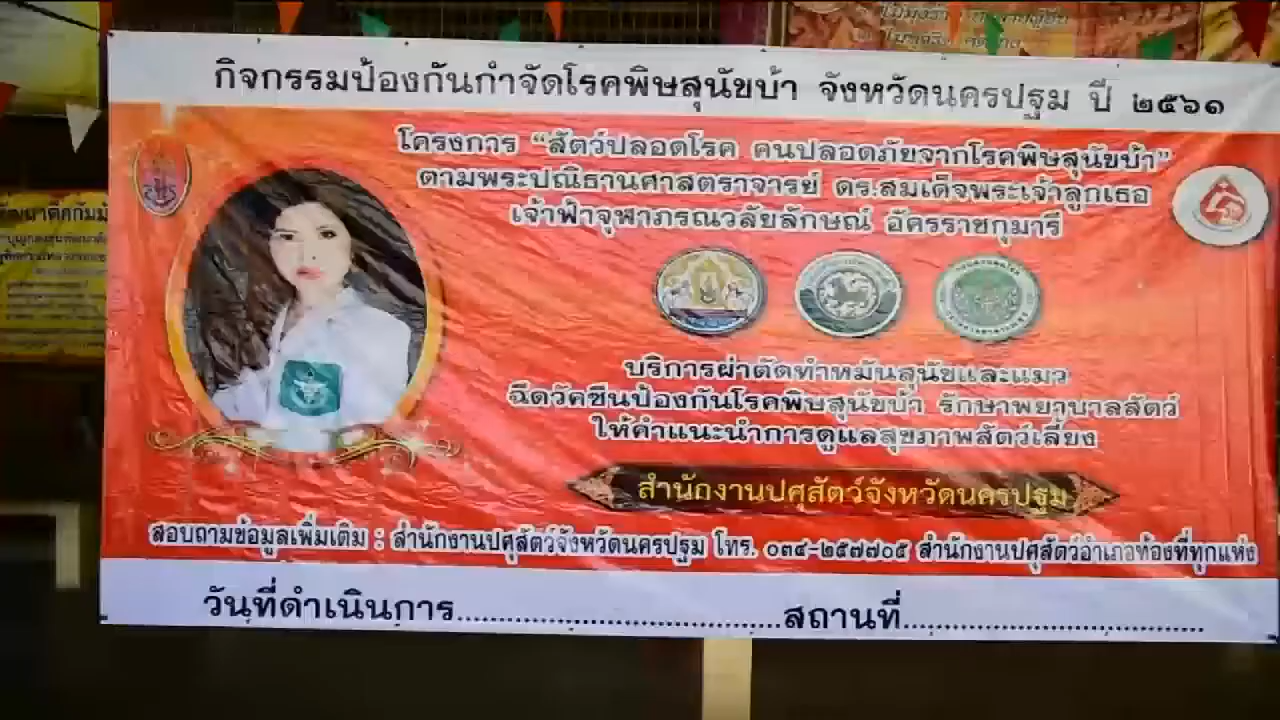 กิจกรรมป้องกันกำจัดโรคพิษสุนัขบ้า จังหวัดนครปฐม ปี ๒๕๖๑
โครงการ “สัตว์ปลอดโรค คนปลอดภัยจากโรคพิษสุนัขบ้า”
ตามพระปณิธานศาสตราจารย์ ดร.สมเด็จพระเจ้าลูกเธอ
เจ้าฟ้าจุฬาภรณวลัยลักษณ์ อัครราชกุมารี
บริการผ่าตัดทำหมันสุนัขและแมว
ฉีดวัคซีนป้องกันโรคพิษสุนัขบ้า รักษาพยาบาลสัตว์
ให้คำแนะนำการดูแลสุขภาพสัตว์เลี้ยง
สำนักงานปศุสัตว์จังหวัดนครปฐม
สอบถามข้อมูลเพิ่มเติม : สำนักงานปศุสัตว์จังหวัดนครปฐม โทร. ๐๓๔-๒๕๗๗๐๕ สำนักงานปศุสัตว์อำเภอท้องที่ทุกแห่ง
วันที่ดำเนินการ....................................สถานที่..................................